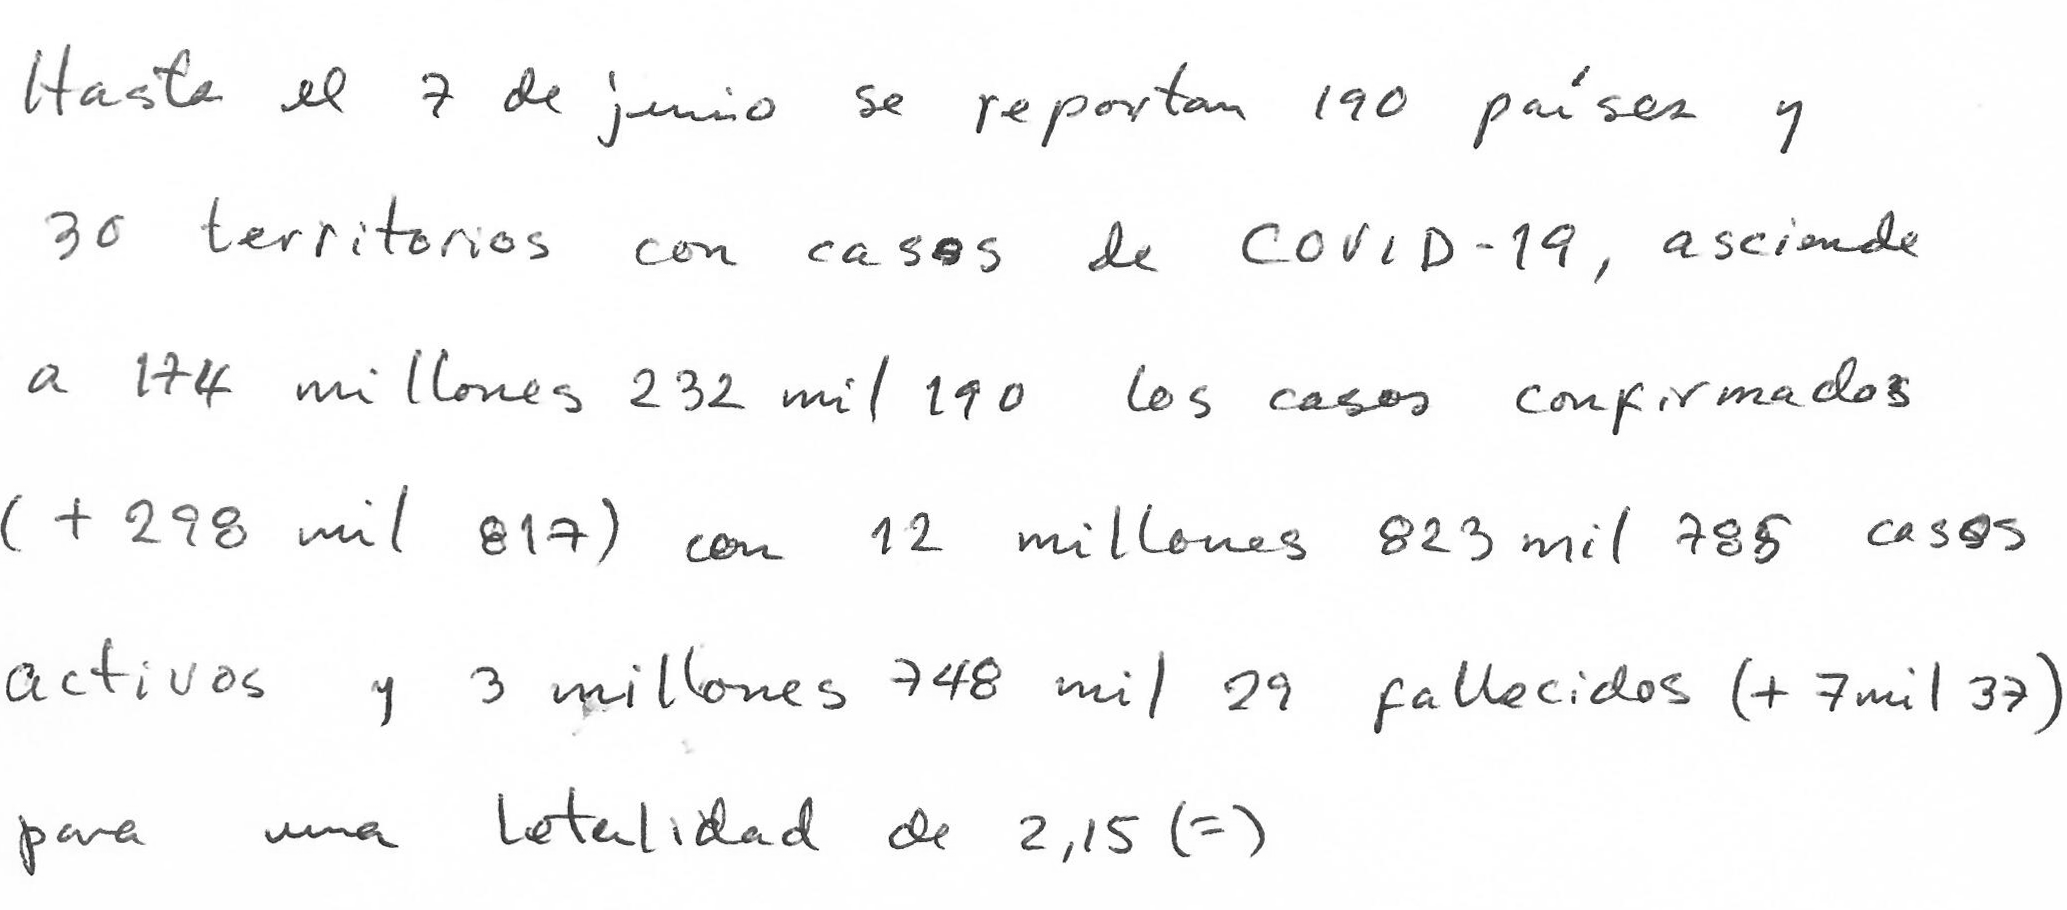 Hasta el 7 de junio se reportan 190 países y
30 territorios con casos de COVID-19, asciende
a 174 millones 232 mil 190 los casos confirmados
(+ 298 mil 817) con 12 millones 823 mil 785 casos
activos y 3 millones 748 mil 29 fallecidos (+ 7 mil 37)
para una letalidad de 2,15 (=)